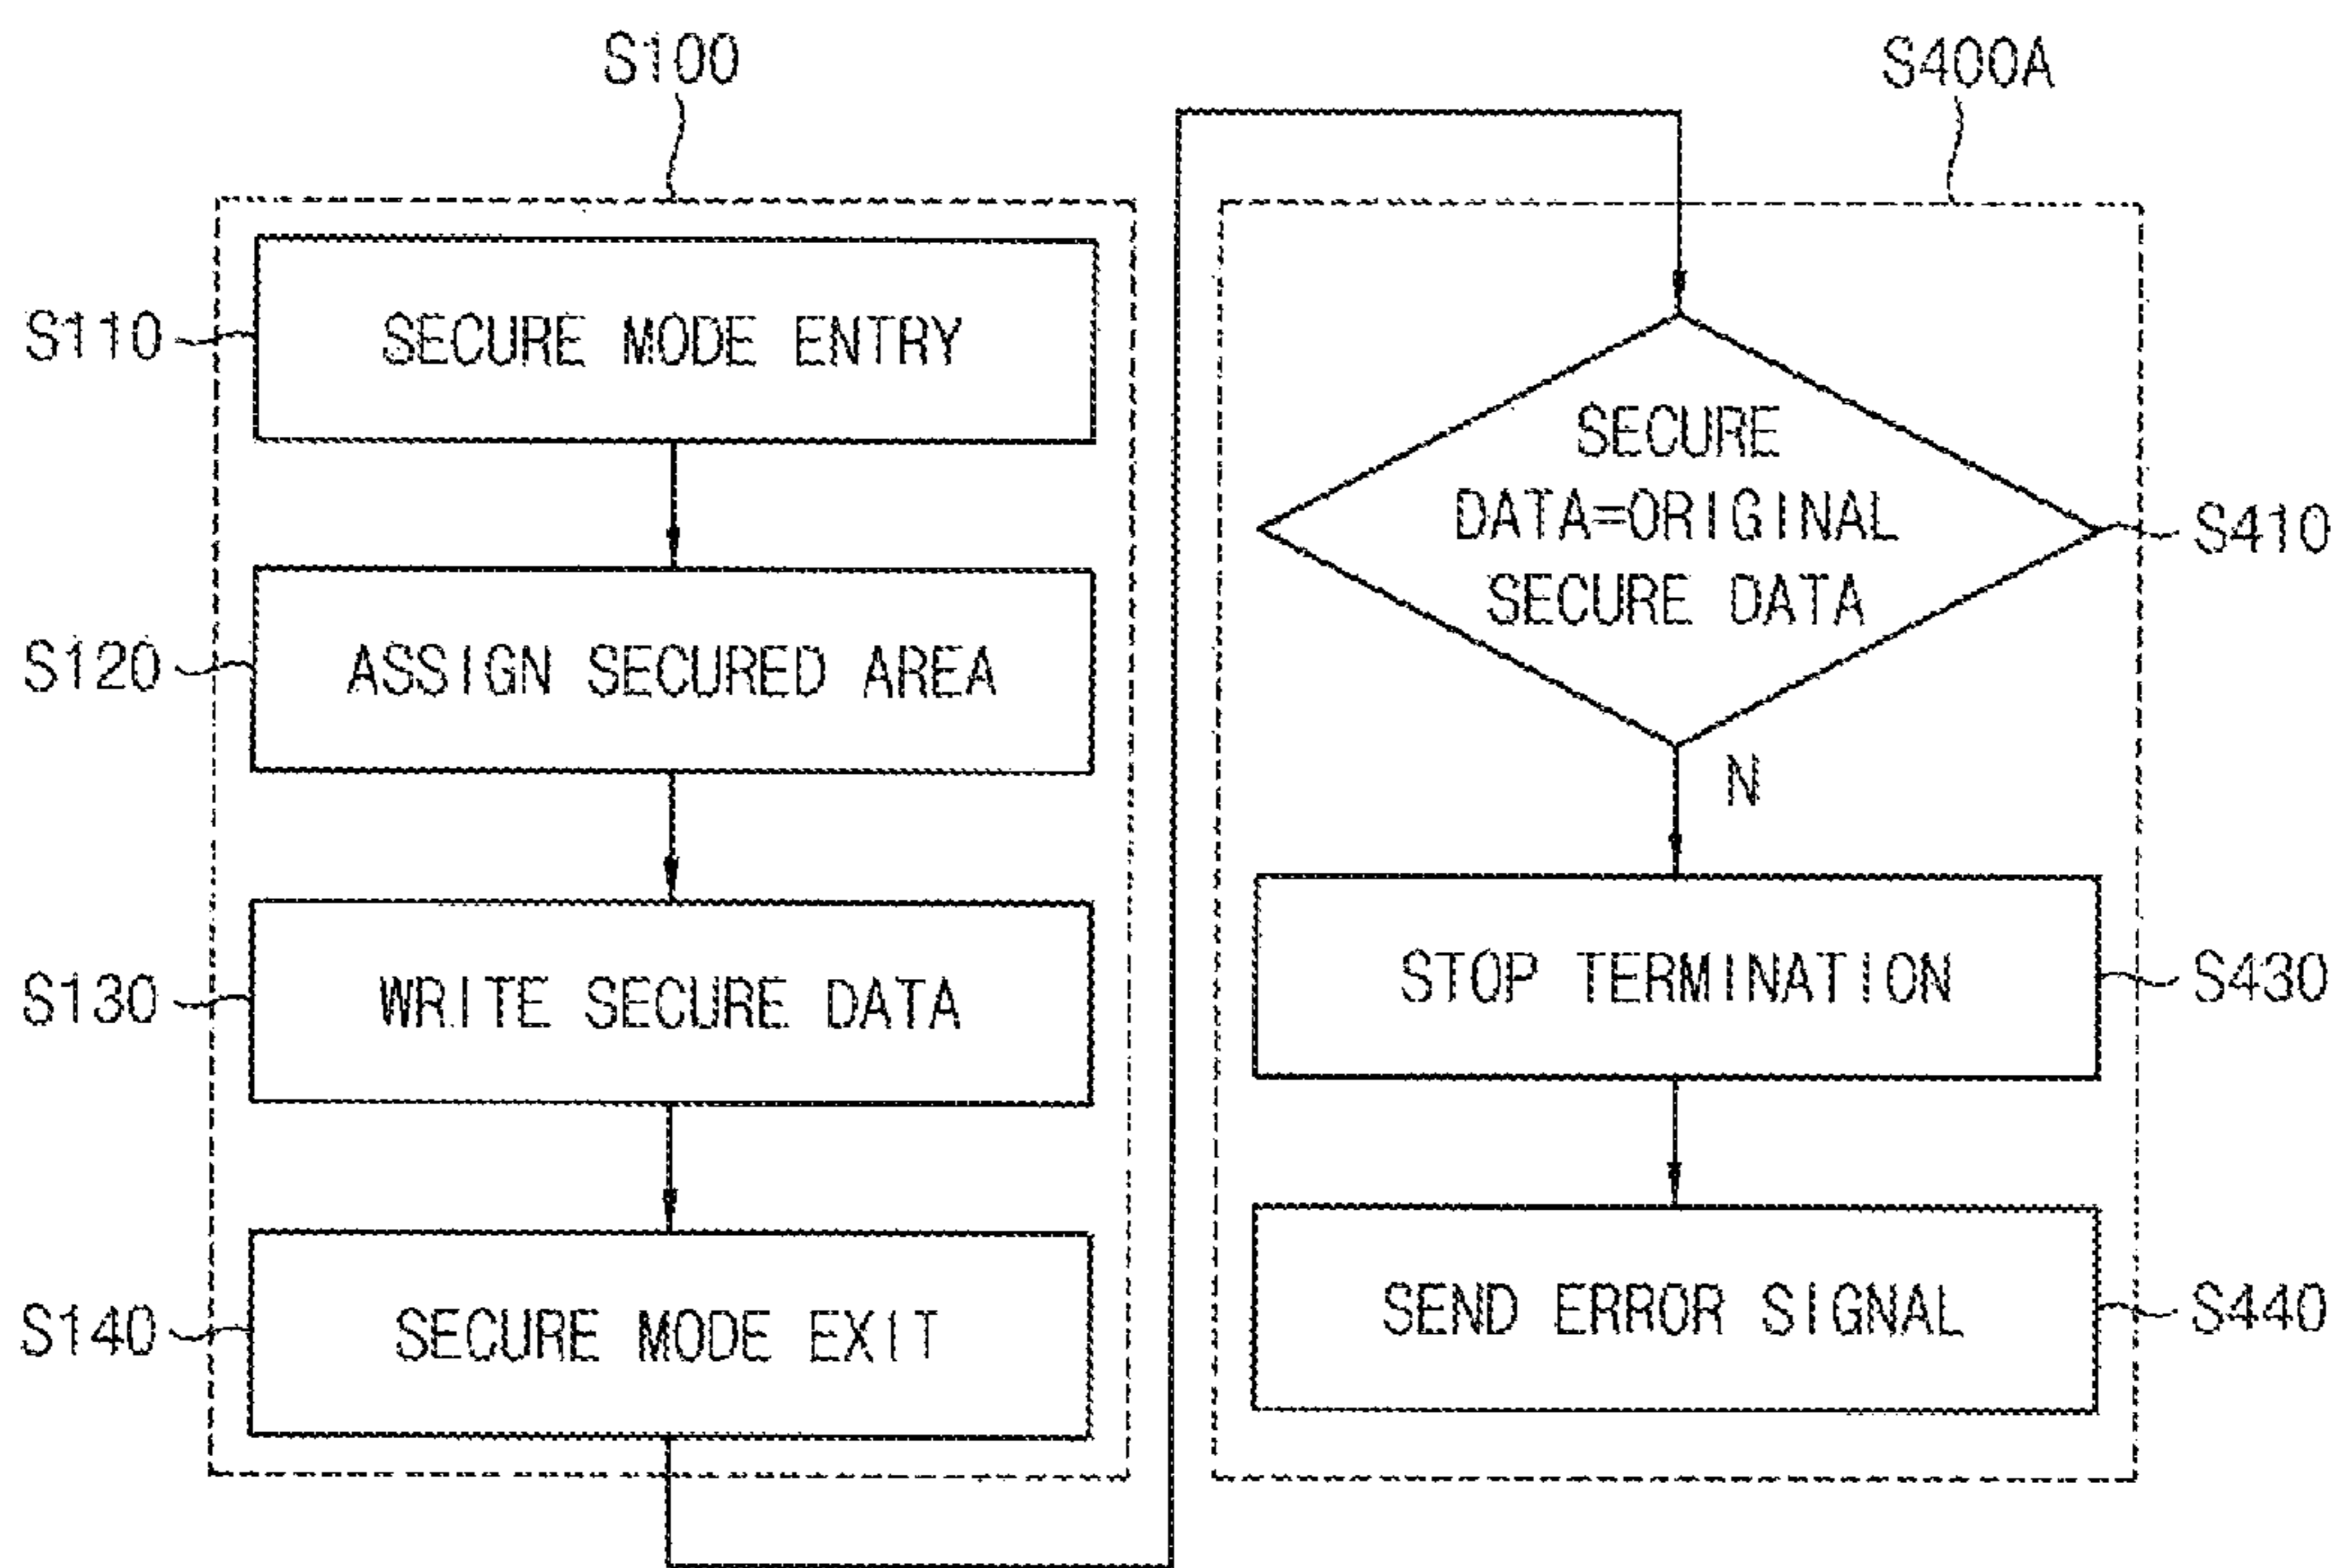 S100
S110
SECURE MODE ENTRY
S120
ASSIGN SECURED AREA
S130
WRITE SECURE DATA
S140
SECURE MODE EXIT
S400A
SECURE
DATA=ORIGINAL
SECURE DATA
S410
N
STOP TERMINATION
S430
SEND ERROR SIGNAL
S440